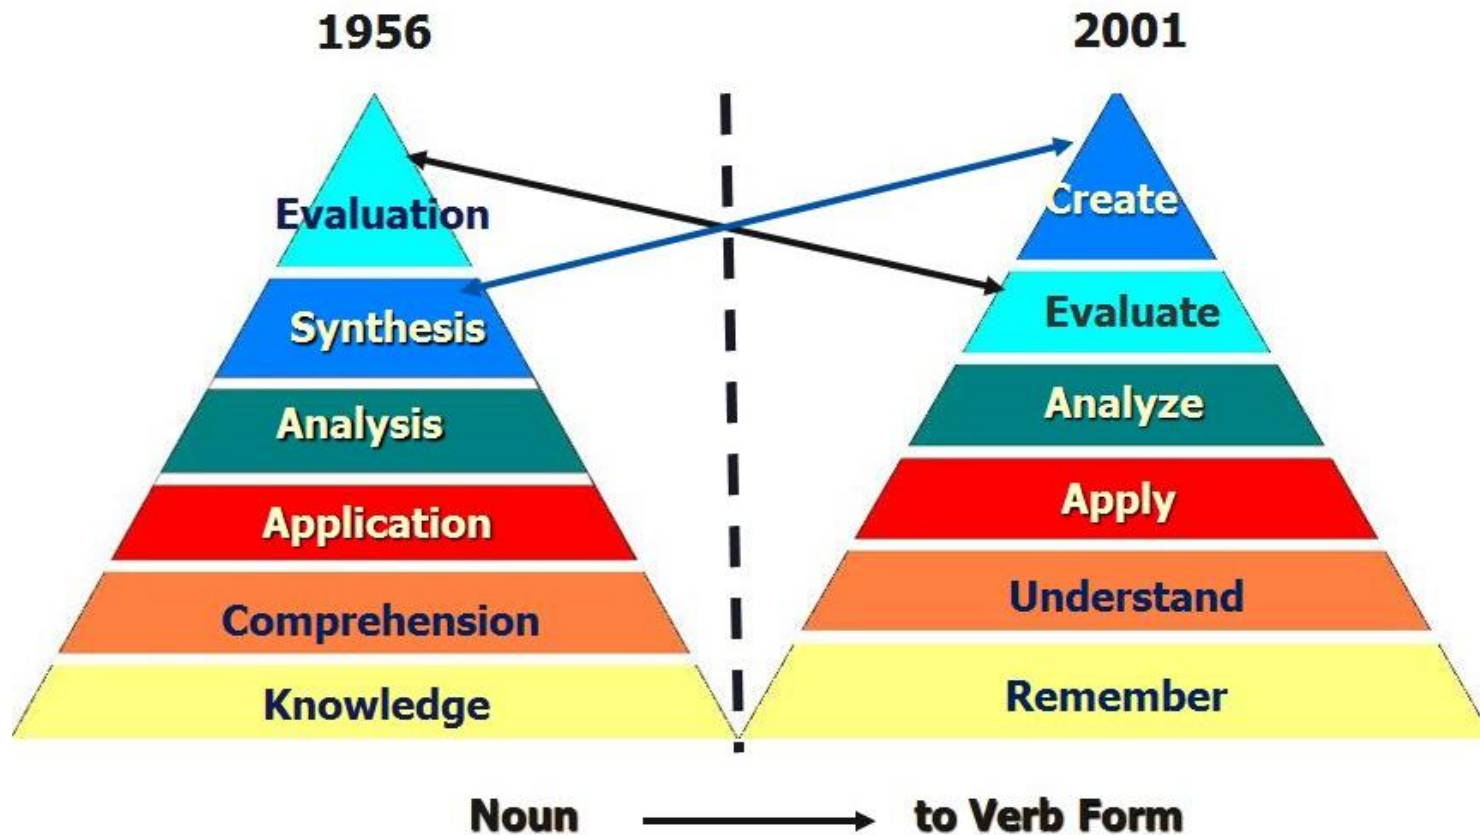 1956
Evaluation
Synthesis
Analysis
Application
Comprehension
Knowledge
2001
Create
Evaluate
Analyze
Apply
Understand
Remember
Noun to Verb Form